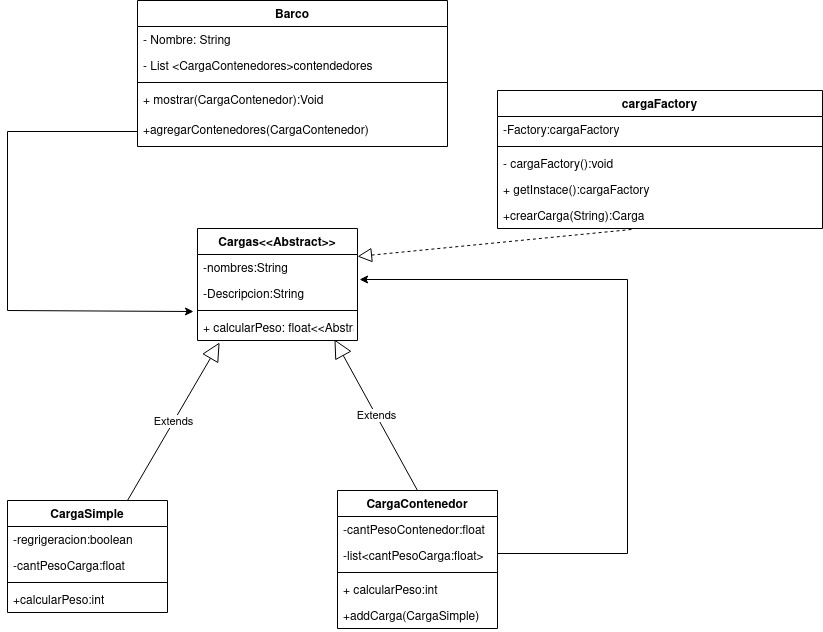 Barco
- Nombre: String
- List <CargaContenedores>contendedores
+ mostrar(CargaContenedor):Void
+agregarContenedores(CargaContenedor)
cargaFactory
-Factory:cargaFactory
- cargaFactory():void
+ getInstace():cargaFactory
+crearCarga(String):Carga
Cargas<<Abstract>>
-nombres:String
-Descripcion:String
+ calcularPeso: float<<Abstr
Extends
Extends
CargaSimple
-regrigeracion:boolean
-cantPesoCarga:float
+calcularPeso:int
CargaContenedor
-cantPesoContenedor:float
-list<cantPesoCarga:float>
+ calcularPeso:int
+addCarga(CargaSimple)